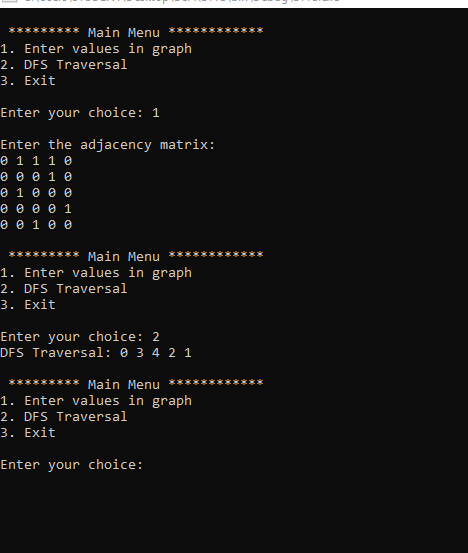 ********* Main Menu ************
1. Enter values in graph
2. DFS Traversal
3. Exit
Enter your choice: 1
Enter the adjacency matrix:
0 1 1 1 0
0 0 0 1 0
0 1 0 0 0
0 0 0 0 1
0 0 1 0 0
********* Main Menu ************
1. Enter values in graph
2. DFS Traversal
3. Exit
Enter your choice: 2
DFS Traversal: 0 3 4 2 1
********* Main Menu ************
1. Enter values in graph
2. DFS Traversal
3. Exit
Enter your choice: